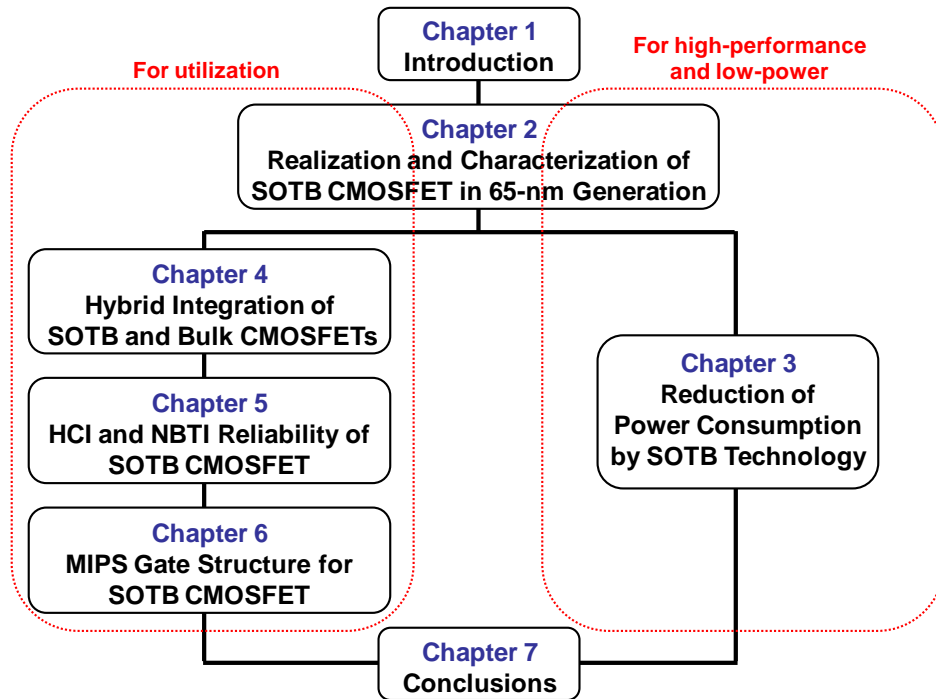 Chapter 1
Introduction
For utilization
For high-performance
and low-power
Chapter 2
Realization and Characterization of
SOTB CMOSFET in 65-nm Generation
Chapter 4
Hybrid Integration of
SOTB and Bulk CMOSFETs
Chapter 3
Reduction of
Power Consumption
by SOTB Technology
Chapter 5
HCI and NBTI Reliability of
SOTB CMOSFET
Chapter 6
MIPS Gate Structure for
SOTB CMOSFET
Chapter 7
Conclusions